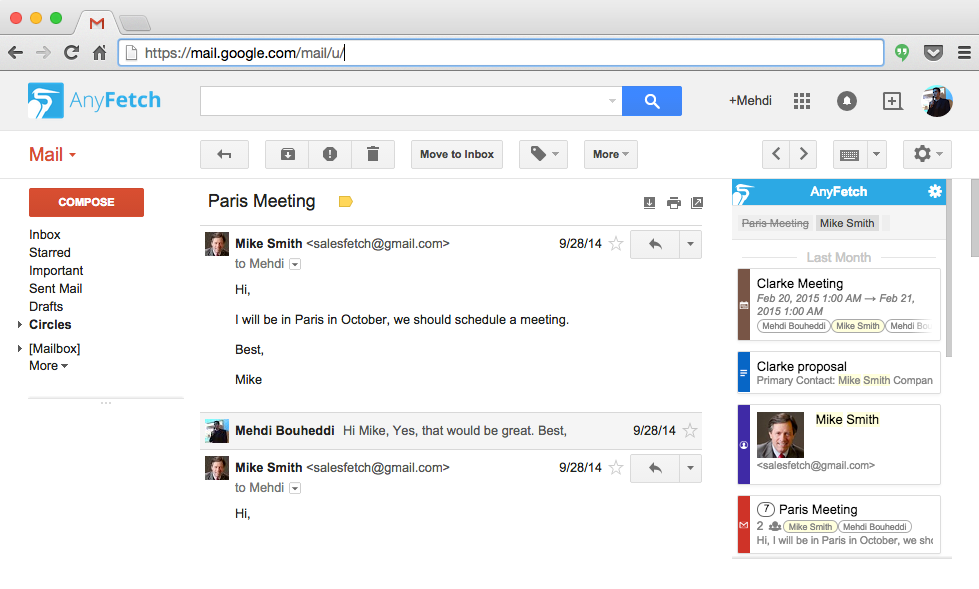 https://mail.google.com/mail/u/
AnyFetch
+Mehdi
Mail
Move to Inbox
More
COMPOSE
Inbox
Starred
Important
Sent Mail
Drafts
Circles
[Mailbox]
More
Paris Meeting
Mike Smith <salesfetch@gmail.com> 9/28/14
to Mehdi
Hi,
I will be in Paris in October, we should schedule a meeting.
Best,
Mike
Mehdi Bouheddi Hi Mike, Yes, that would be great. Best, 9/28/14
Mike Smith <salesfetch@gmail.com> 9/28/14
to Mehdi
Hi,
AnyFetch
Paris Meeting Mike Smith
Last Month
Clarke Meeting
Feb 20, 2015 1:00 AM → Feb 21,
2015 1:00 AM
Mehdi Bouheddi Mike Smith Mehdi Bo
Clarke proposal
Primary Contact: Mike Smith Compan
Mike Smith
<salesfetch@gmail.com>
7 Paris Meeting
2 Mike Smith Mehdi Bouheddi
Hi, I will be in Paris in October, we sho